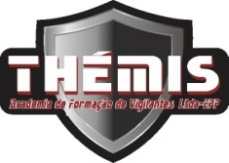 THÉMIS
Academia de Formação de Vigilantes Ltda-EPP